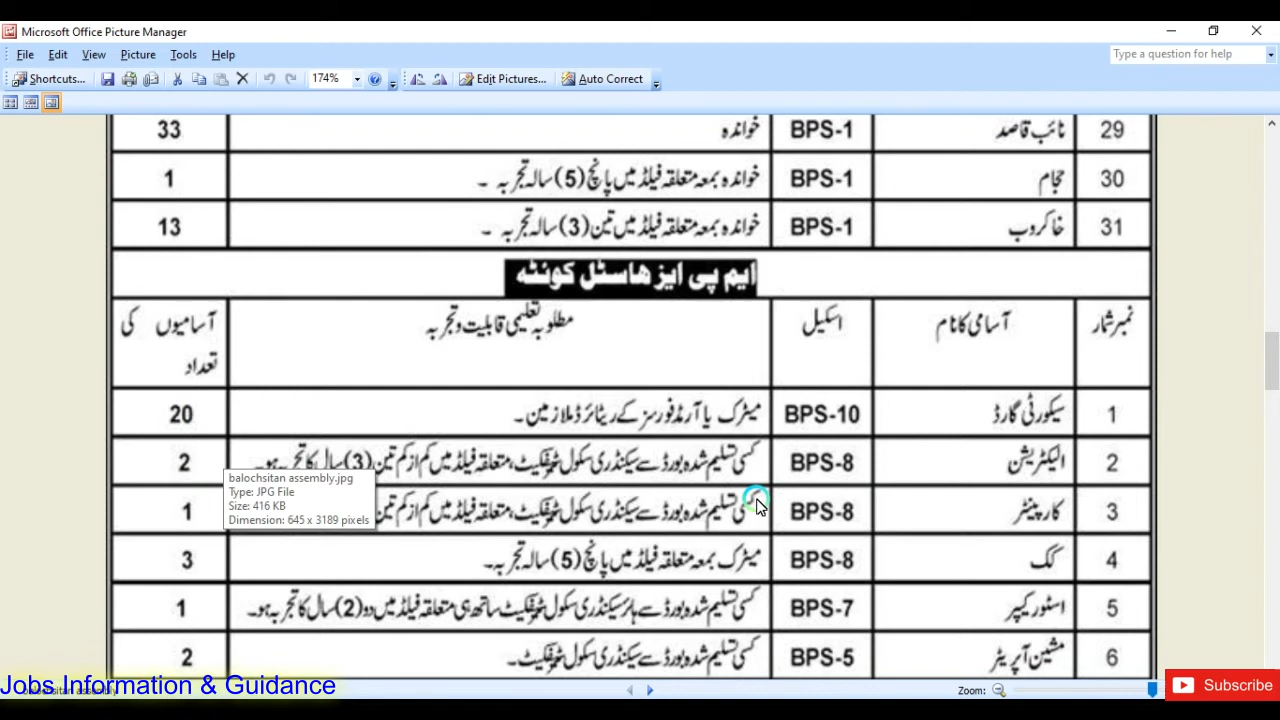 Microsoft Office Picture Manager
File Edit View Picture Tools Help
Type a question for help
Shortcuts... 174% Edit Pictures... Auto Correct
29 نائب قاصد BPS-1 خواندہ 33
30 حجام BPS-1 خواندہ بمعہ متعلقہ فیلڈ میں پانچ (5) سالہ تجربہ ۔ 1
31 خاکروب BPS-1 خواندہ بمعہ متعلقہ فیلڈ میں تین (3) سالہ تجربہ ۔ 13
ایم پی ایز ھاسٹل کوئٹہ
نمبر شمار آسامی کا نام اسکیل مطلوبہ تعلیمی قابلیت و تجربہ آسامیوں کی تعداد
1 سیکورٹی گارڈ BPS-10 میٹرک یا آرمڈ فورسز کے ریٹائرڈ ملازمین۔ 20
2 الیکٹریشن BPS-8 کسی تسلیم شدہ بورڈ سے سیکنڈری سکول سرٹیفکیٹ، متعلقہ فیلڈ میں کم از کم تین (3) سال کا تجربہ ہو۔ 2
3 کارپینٹر BPS-8 کسی تسلیم شدہ بورڈ سے سیکنڈری سکول سرٹیفکیٹ، متعلقہ فیلڈ میں کم از کم تین 1
balochsitan assembly.jpg
Type: JPG File
Size: 416 KB
Dimension: 645 x 3189 pixels
4 کک BPS-8 میٹرک بمعہ متعلقہ فیلڈ میں پانچ (5) سالہ تجربہ۔ 3
5 اسٹور کیپر BPS-7 کسی تسلیم شدہ بورڈ سے ہائر سیکنڈری سکول سرٹیفکیٹ ساتھ ہی متعلقہ فیلڈ میں دو (2) سال کا تجربہ ہو۔ 1
6 مشین آپریٹر BPS-5 کسی تسلیم شدہ بورڈ سے سیکنڈری سکول سرٹیفکیٹ۔ 2
Jobs Information & Guidance
Zoom:
Subscribe